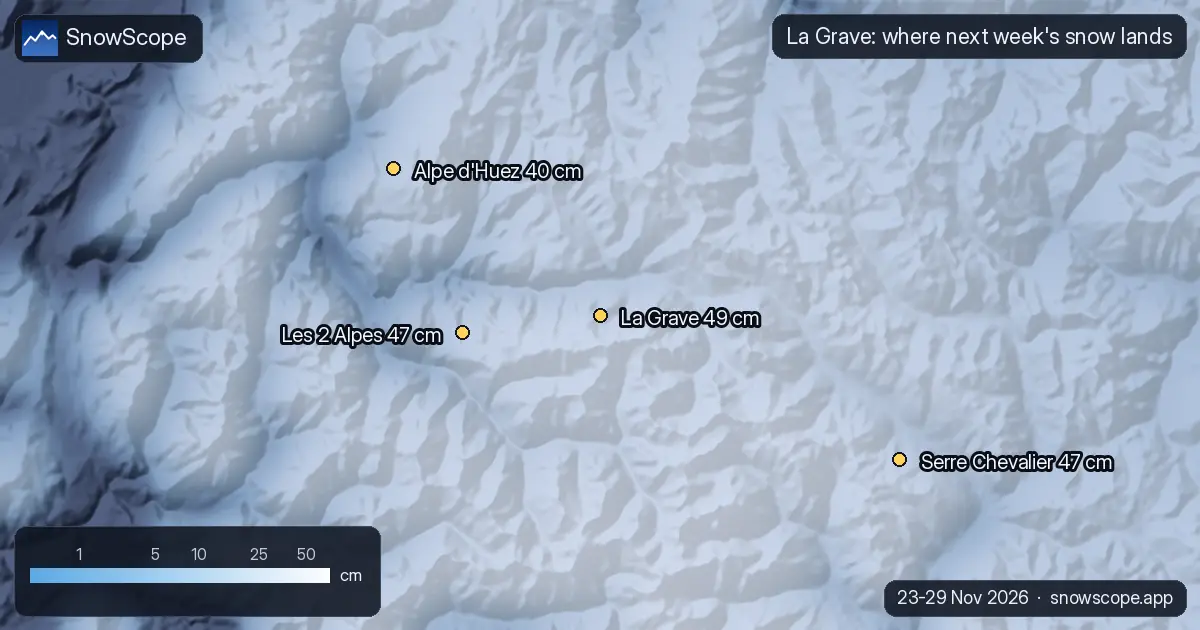 SnowScope
La Grave: where next week's snow lands
Alpe d'Huez 40 cm
La Grave 49 cm
Les 2 Alpes 47 cm
Serre Chevalier 47 cm
1 5 10 25 50
cm
23-29 Nov 2026 · snowscope.app